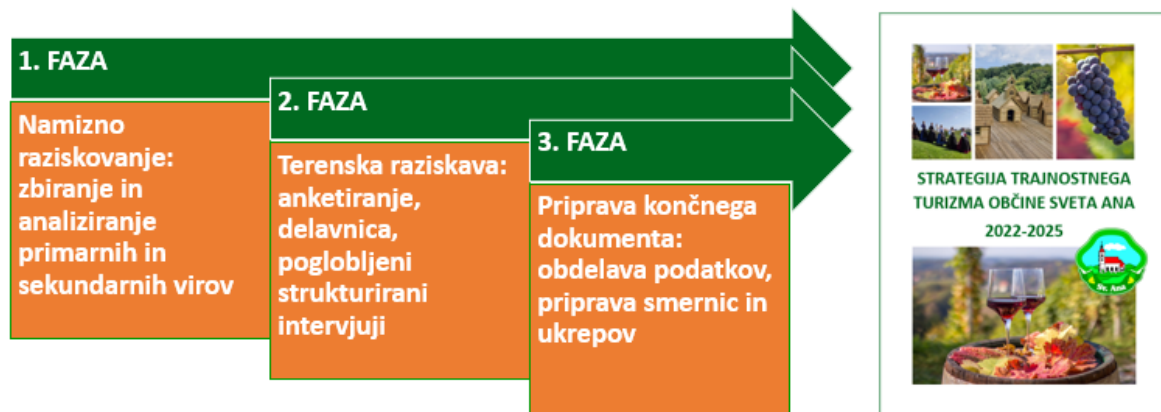 1. FAZA
Namizno
raziskovanje:
zbiranje in
analiziranje
primarnih in
sekundarnih virov
2. FAZA
Terenska raziskava:
anketiranje,
delavnica,
poglobljeni
strukturirani
intervjuji
3. FAZA
Priprava končnega
dokumenta:
obdelava podatkov,
priprava smernic in
ukrepov
STRATEGIJA TRAJNOSTNEGA
TURIZMA OBČINE SVETA ANA
2022-2025
Sv. Ana